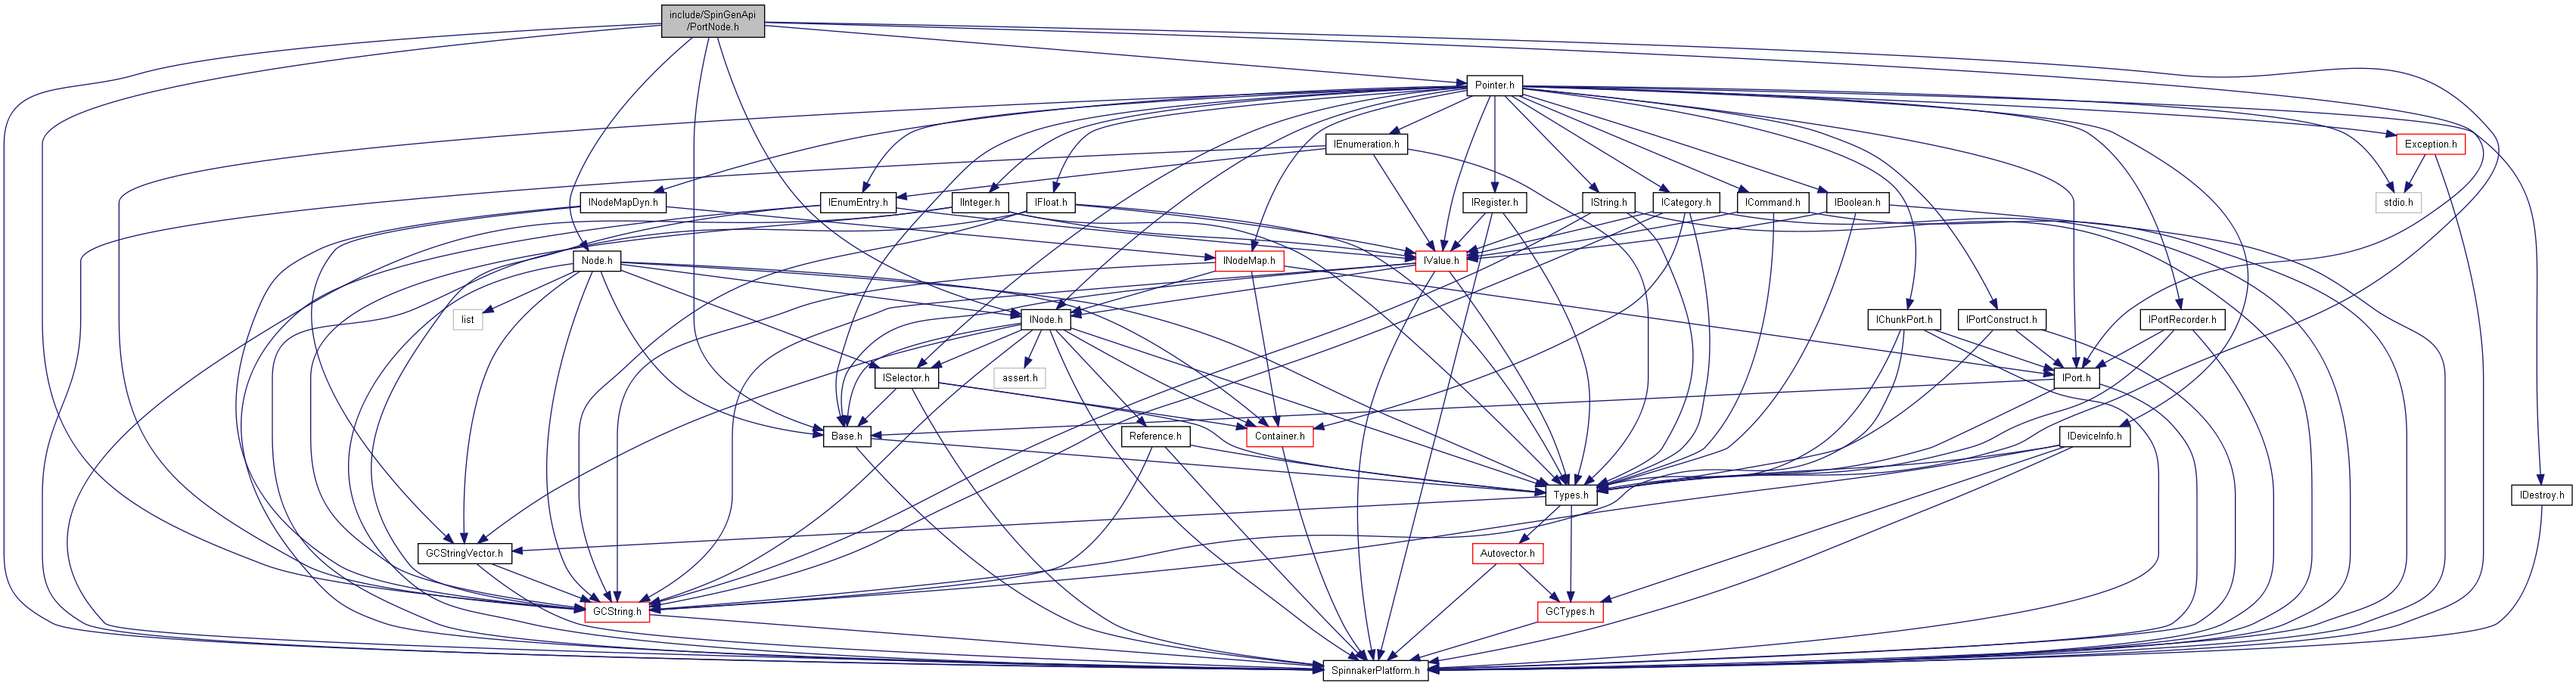 include/SpinGenApi
/PortNode.h
Pointer.h
IEnumeration.h
Exception.h
INodeMapDyn.h
IEnumEntry.h
IInteger.h
IFloat.h
IRegister.h
IString.h
ICategory.h
ICommand.h
IBoolean.h
stdio.h
Node.h
INodeMap.h
IValue.h
list
INode.h
IChunkPort.h
IPortConstruct.h
IPortRecorder.h
ISelector.h
assert.h
IPort.h
Base.h
Reference.h
Container.h
IDeviceInfo.h
Types.h
IDestroy.h
GCStringVector.h
Autovector.h
GCString.h
GCTypes.h
SpinnakerPlatform.h